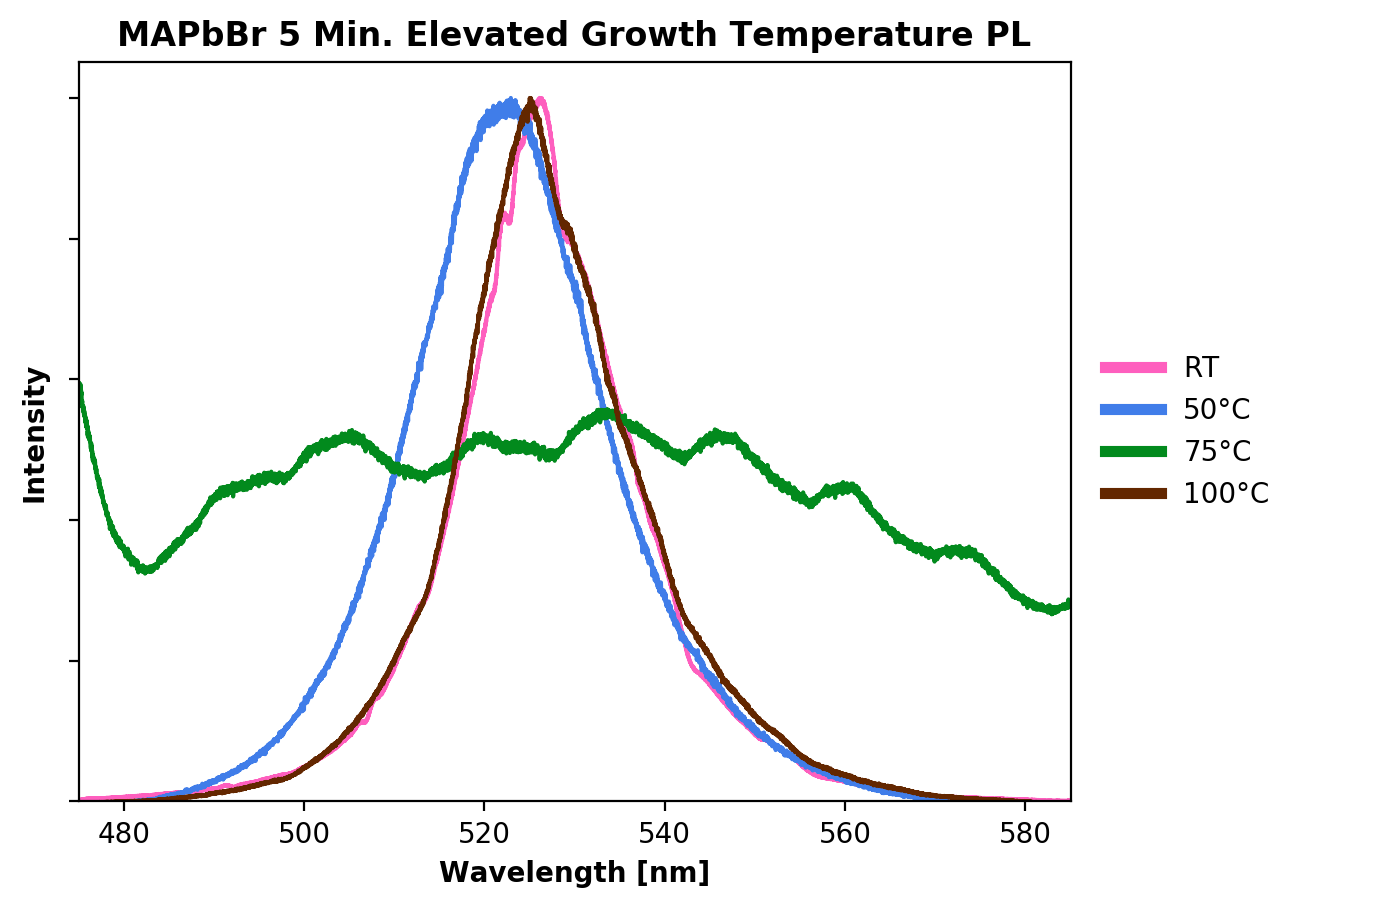 MAPbBr 5 Min. Elevated Growth Temperature PL
Intensity
RT
50°C
75°C
100°C
480 500 520 540 560 580
Wavelength [nm]